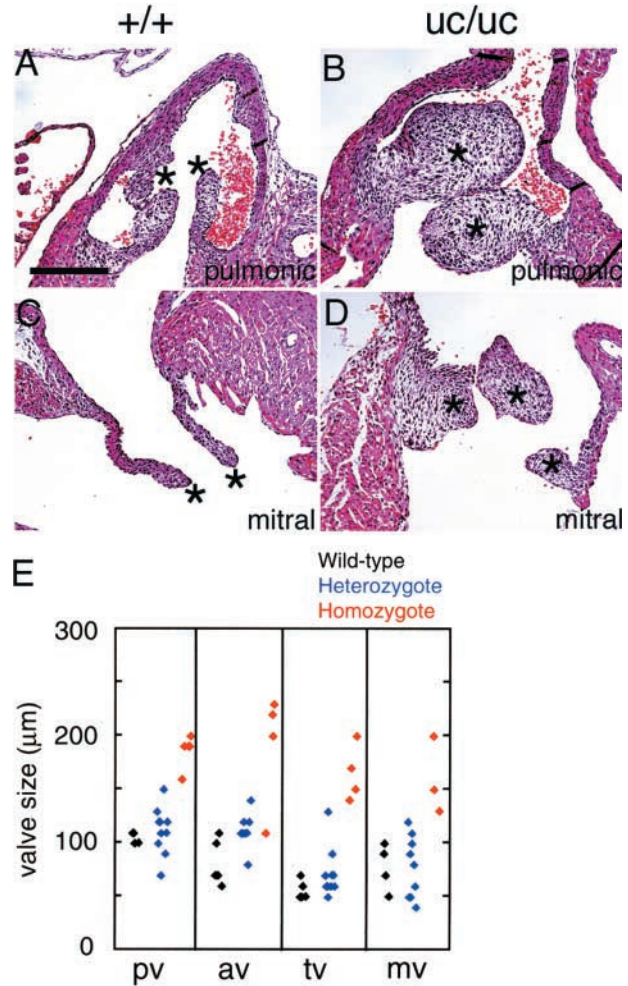 +/+ uc/uc
A B
pulmonic pulmonic
C D
mitral mitral
E
Wild-type
Heterozygote
Homozygote
300
200
100
0
valve size (μm)
pv av tv mv